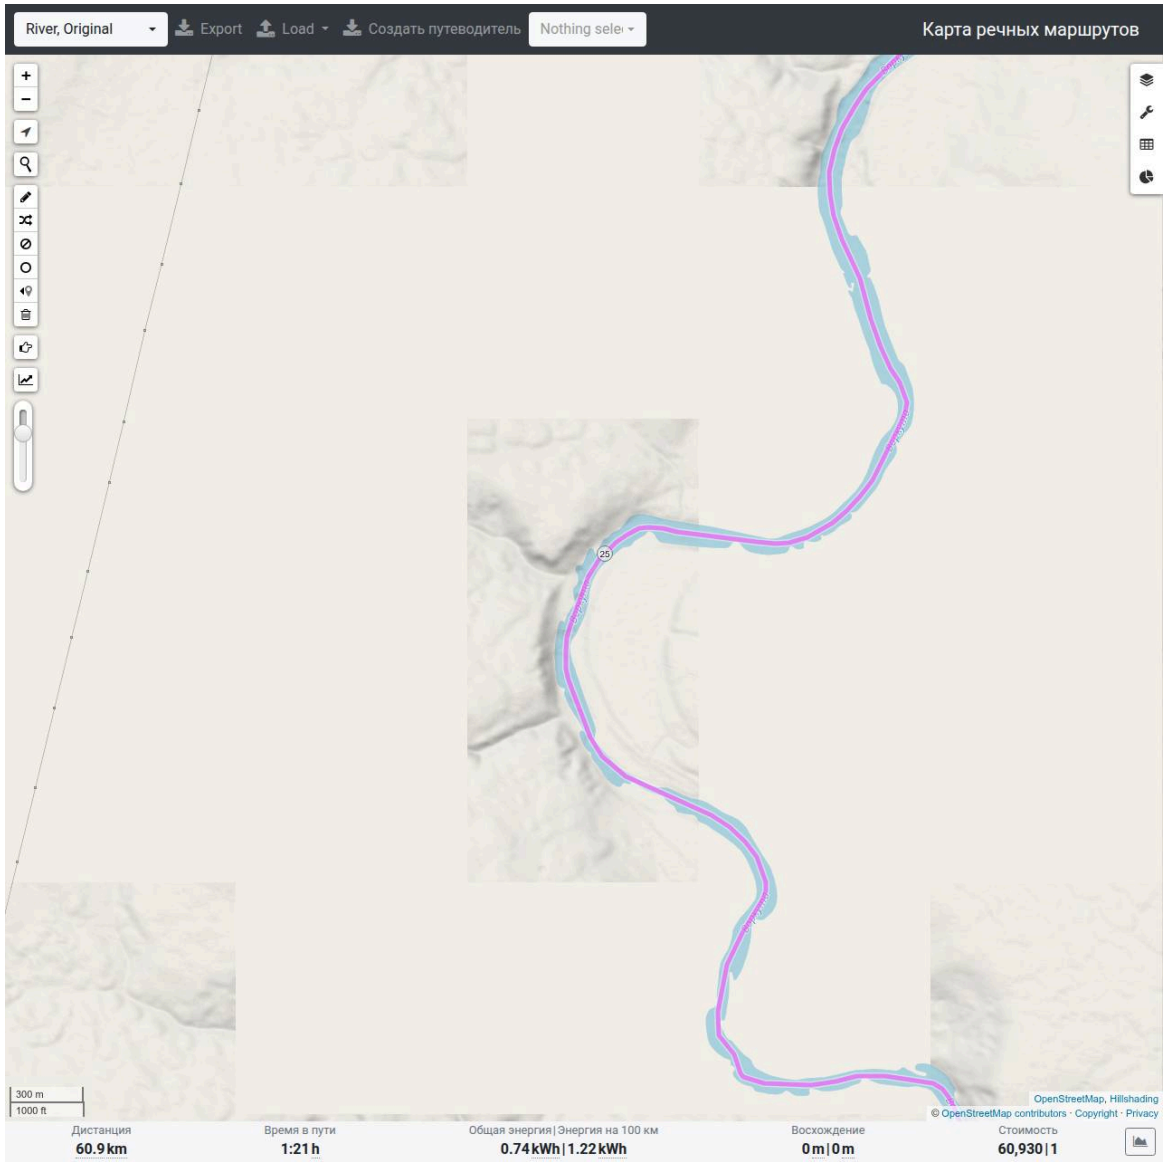 River, Original
Export
Load
Создать путеводитель
Nothing sele
Карта речных маршрутов
+
−
25
300 m
1000 ft
OpenStreetMap, Hillshading
© OpenStreetMap contributors · Copyright · Privacy
Дистанция
60.9 km
Время в пути
1:21 h
Общая энергия|Энергия на 100 км
0.74 kWh|1.22 kWh
Восхождение
0 m|0 m
Стоимость
60,930|1